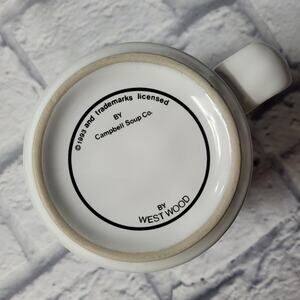 ©1993 and trademarks licensed
BY
Campbell Soup Co.
BY
WESTWOOD